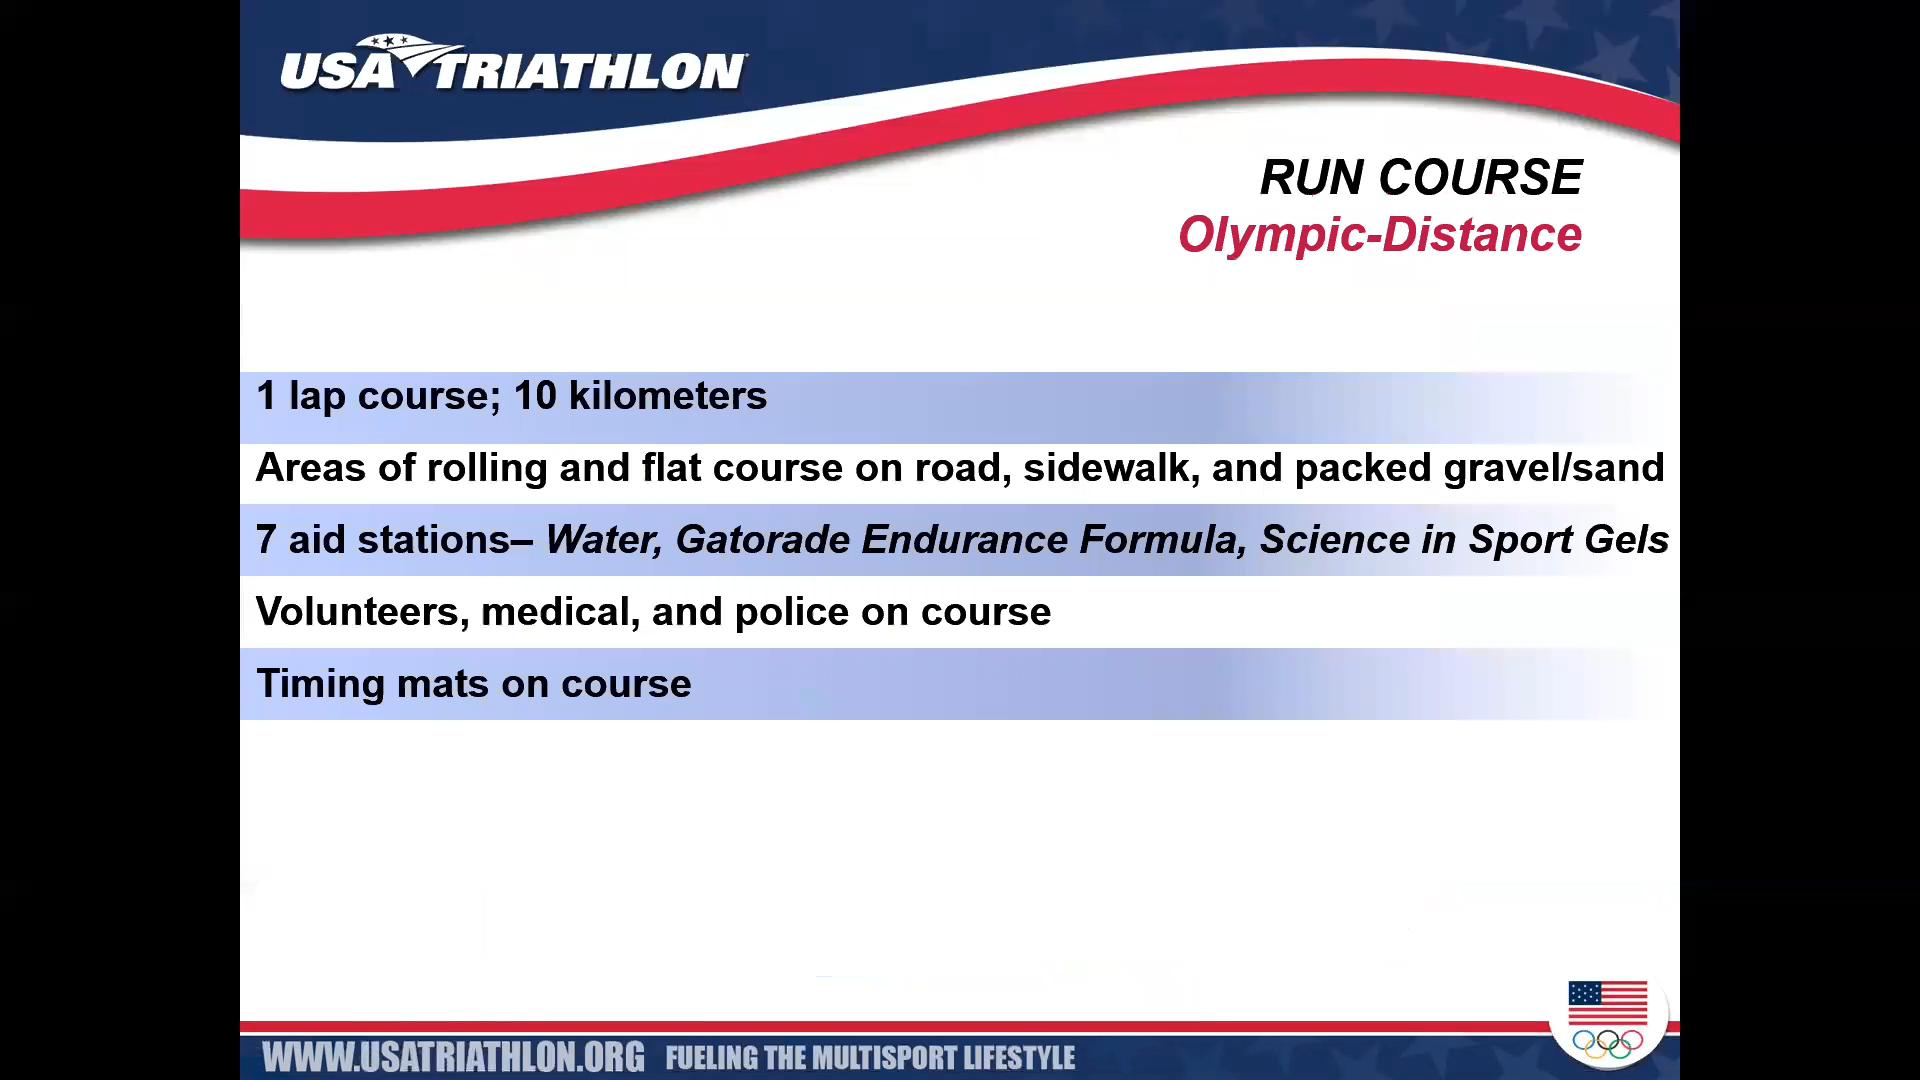 USA TRIATHLON
RUN COURSE
Olympic-Distance
1 lap course; 10 kilometers
Areas of rolling and flat course on road, sidewalk, and packed gravel/sand
7 aid stations– Water, Gatorade Endurance Formula, Science in Sport Gels
Volunteers, medical, and police on course
Timing mats on course
WWW.USATRIATHLON.ORG FUELING THE MULTISPORT LIFESTYLE